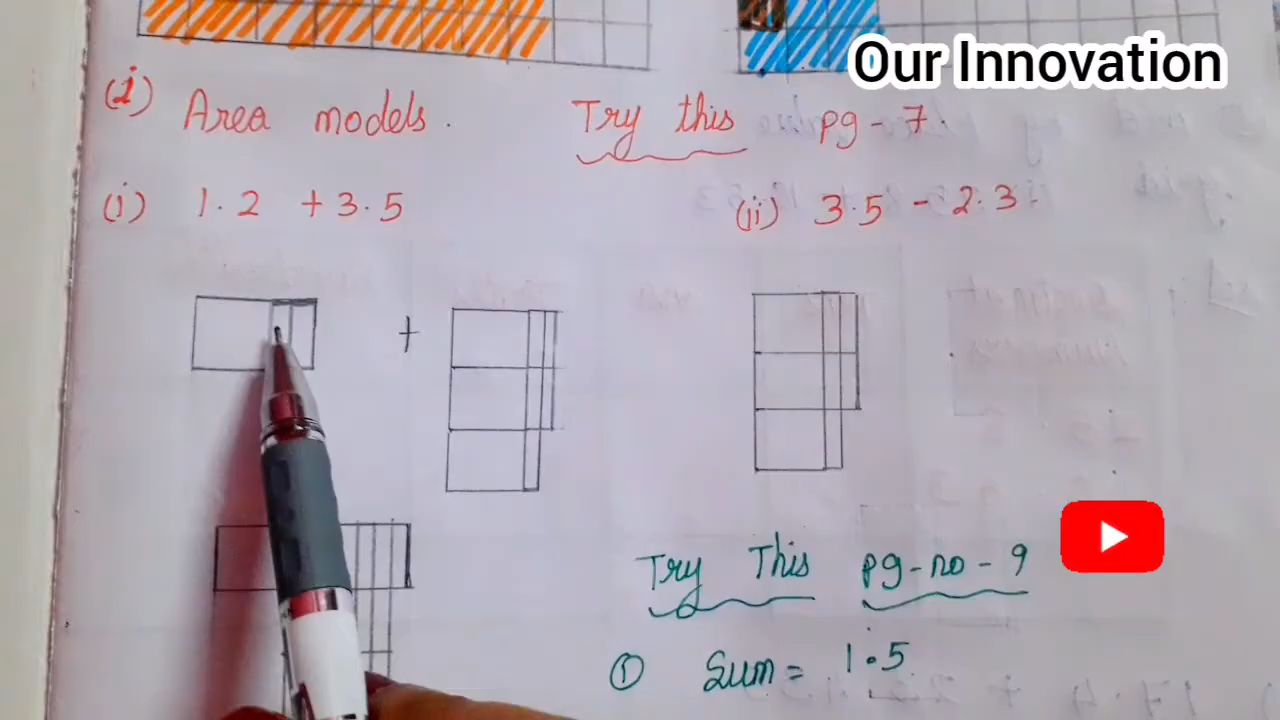 Our Innovation
(1) Area models.
Try this pg-7.
(i) 1.2 + 3.5
(ii) 3.5 - 2.3
+
Try This pg-no-9
① Sum = 1.5